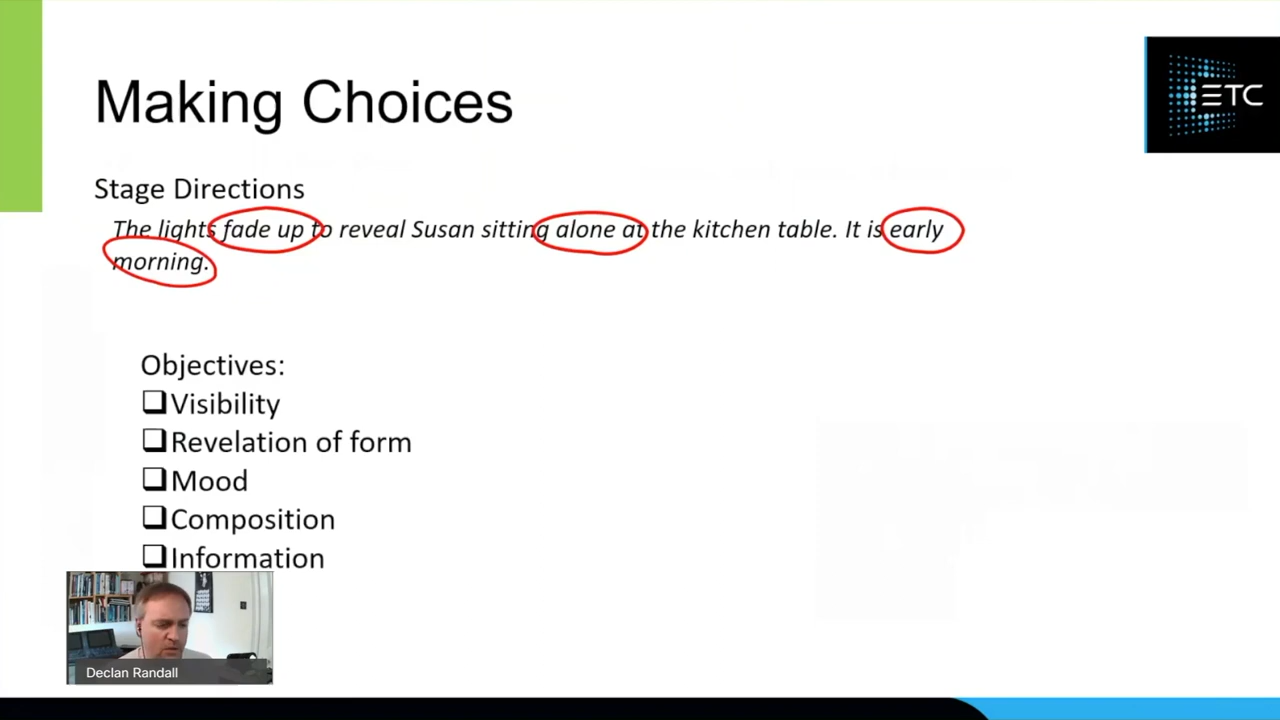 Making Choices
ETC
Stage Directions
The lights fade up to reveal Susan sitting alone at the kitchen table. It is early
morning.
Objectives:
❑Visibility
❑Revelation of form
❑Mood
❑Composition
❑Information
Declan Randall